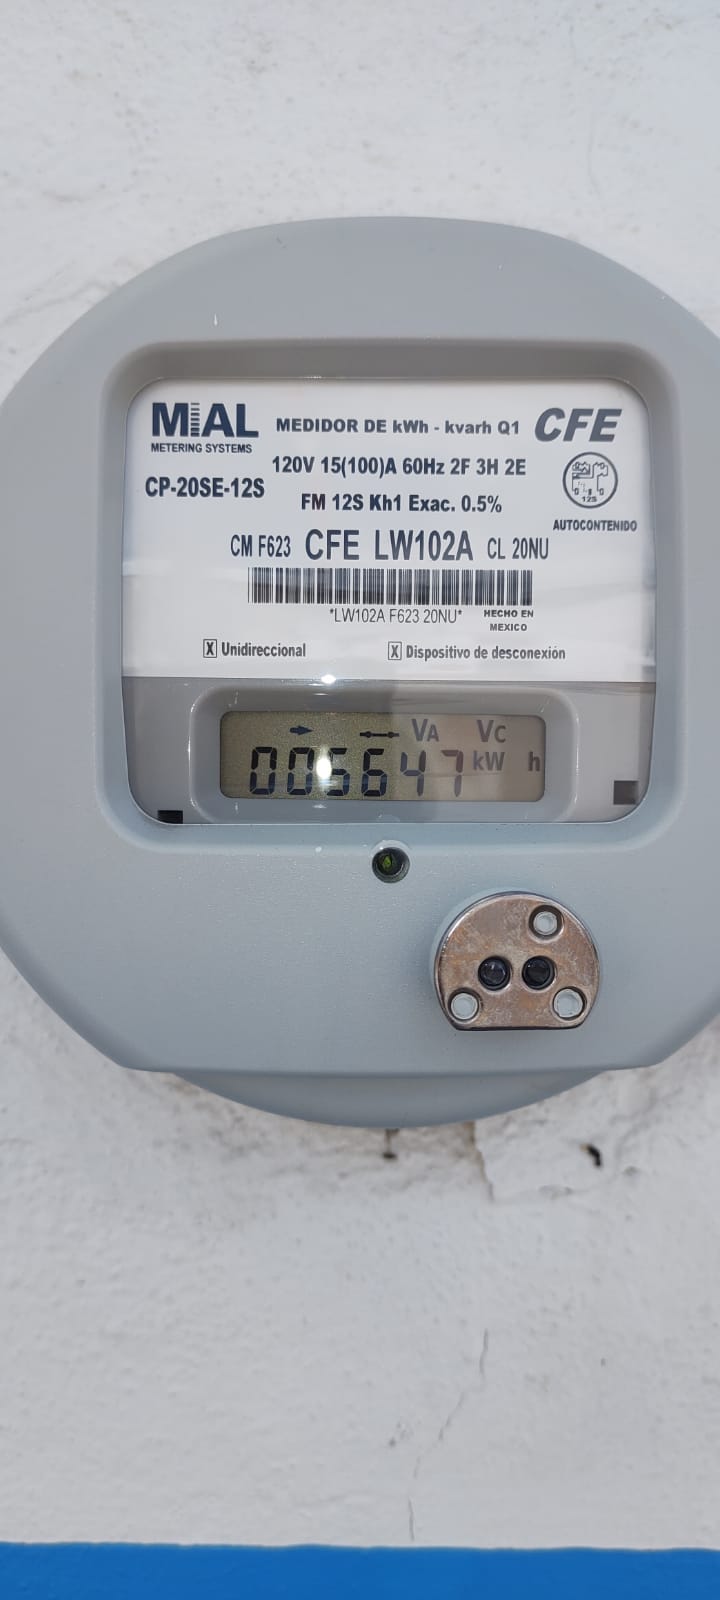 MIAL
METERING SYSTEMS
MEDIDOR DE kWh - kvarh Q1
CFE
120V 15(100)A 60Hz 2F 3H 2E
CP-20SE-12S
FM 12S Kh1 Exac. 0.5%
12S
AUTOCONTENIDO
CM F623 CFE LW102A CL 20NU
*LW102A F623 20NU*
HECHO EN
MEXICO
X Unidireccional
X Dispositivo de desconexión
VA VC
005647 kW h